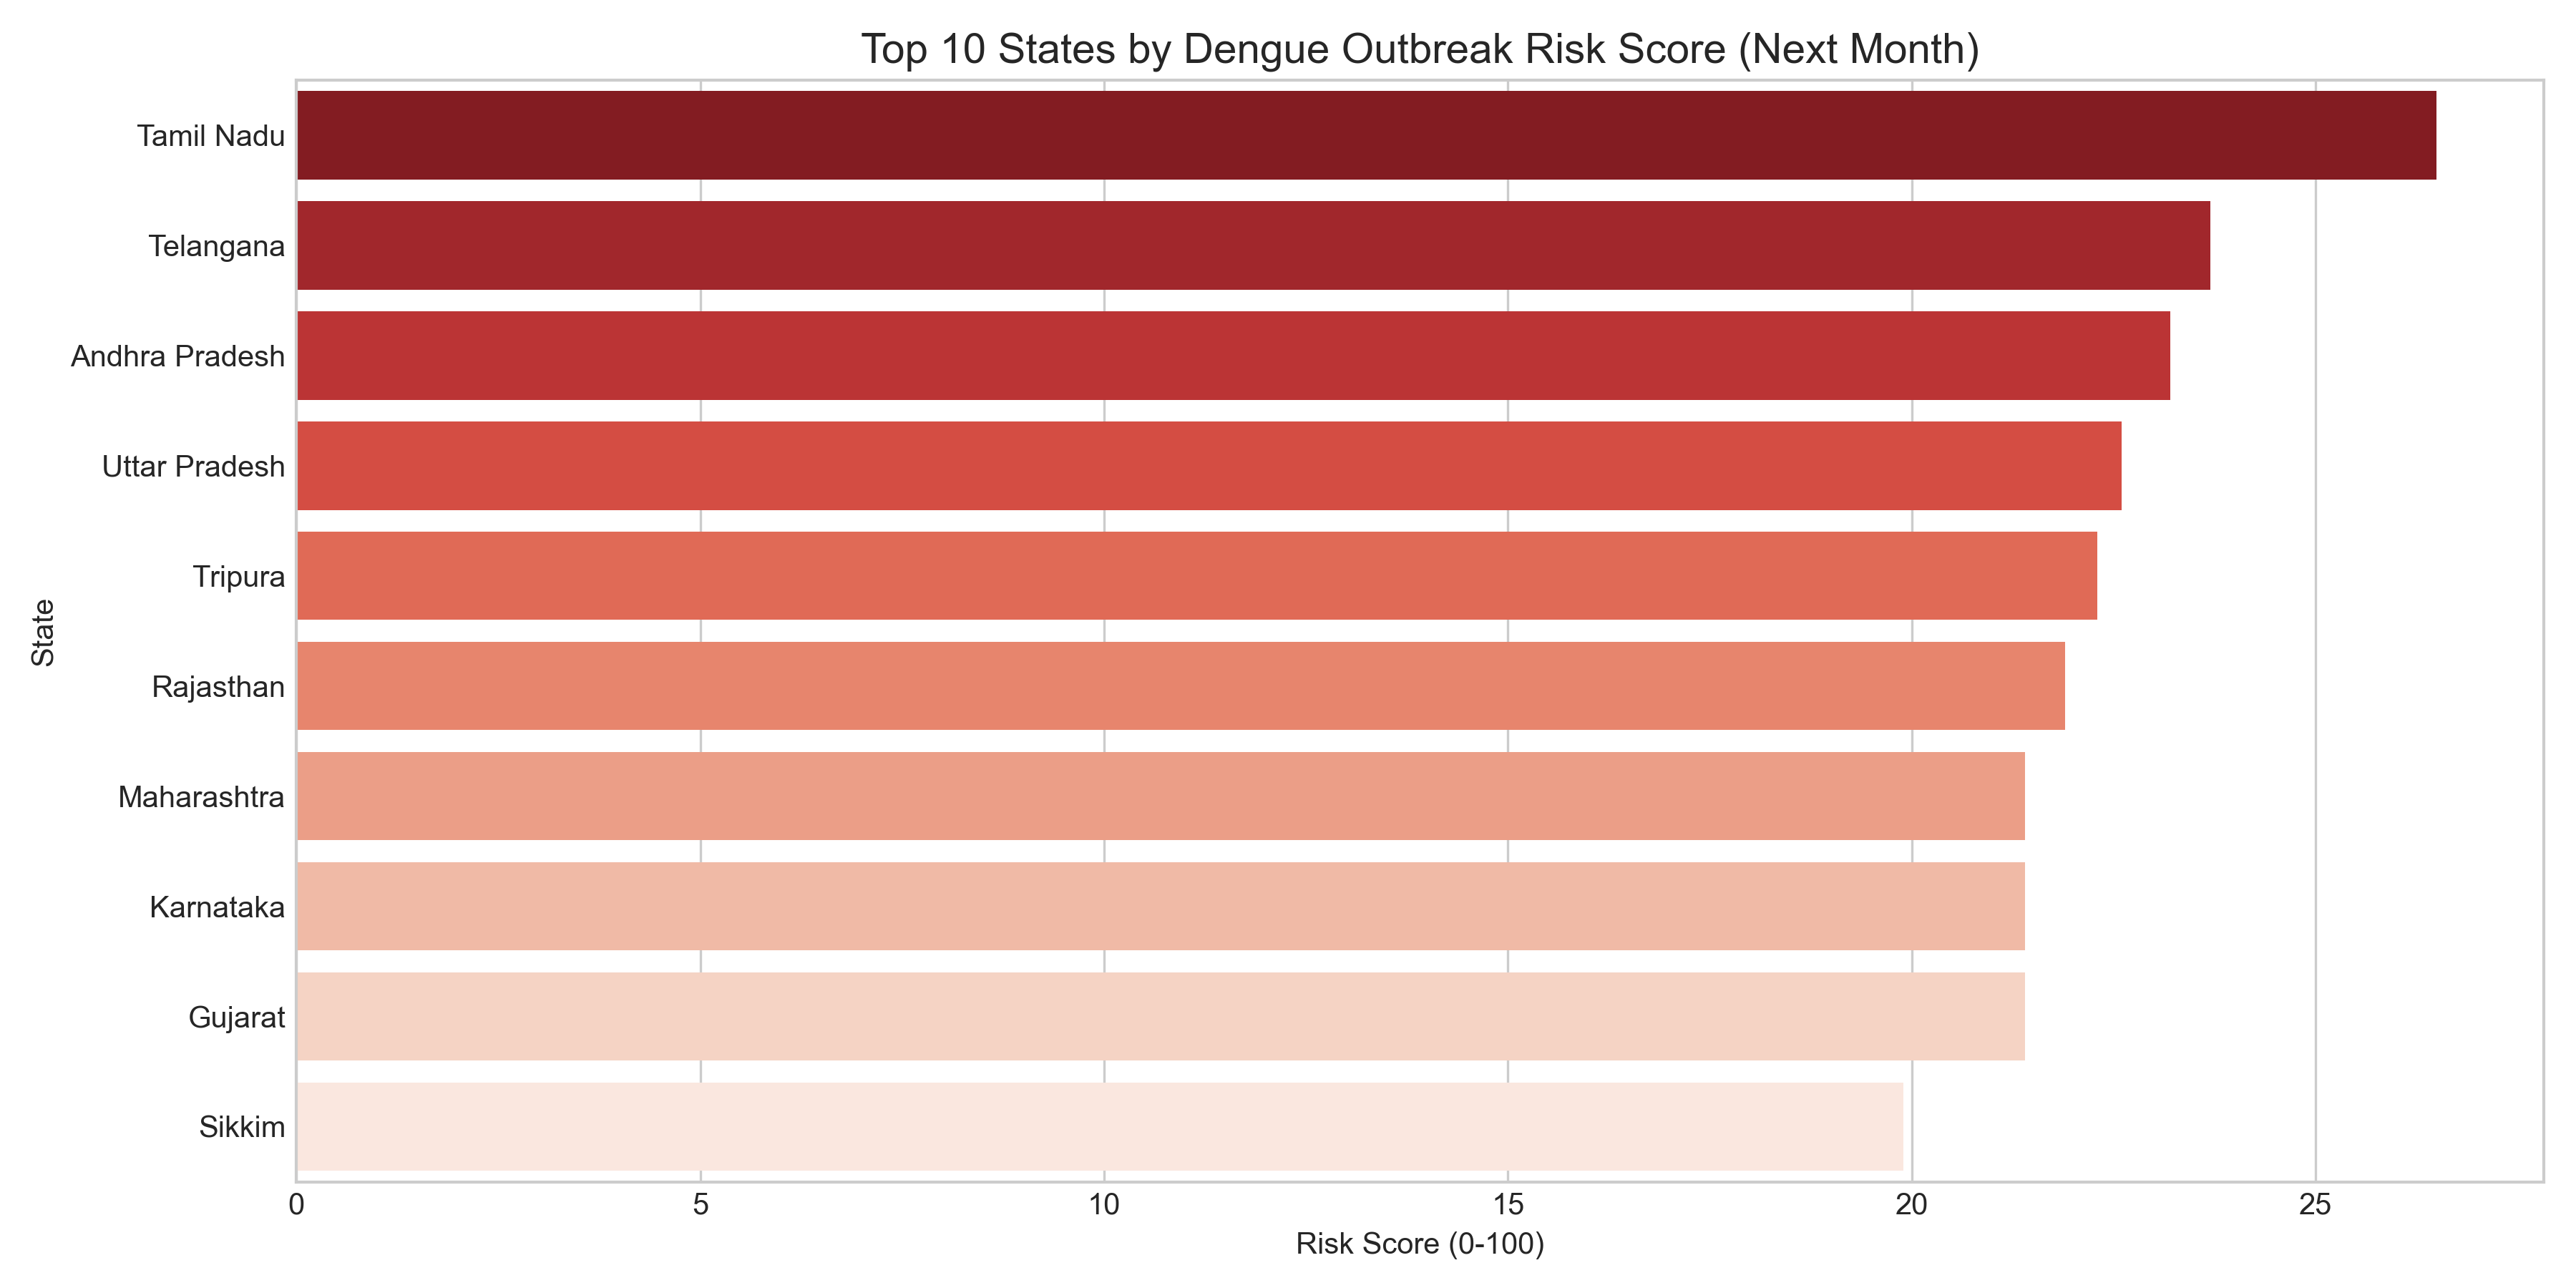 Top 10 States by Dengue Outbreak Risk Score (Next Month)
State
Tamil Nadu
Telangana
Andhra Pradesh
Uttar Pradesh
Tripura
Rajasthan
Maharashtra
Karnataka
Gujarat
Sikkim
0 5 10 15 20 25
Risk Score (0-100)